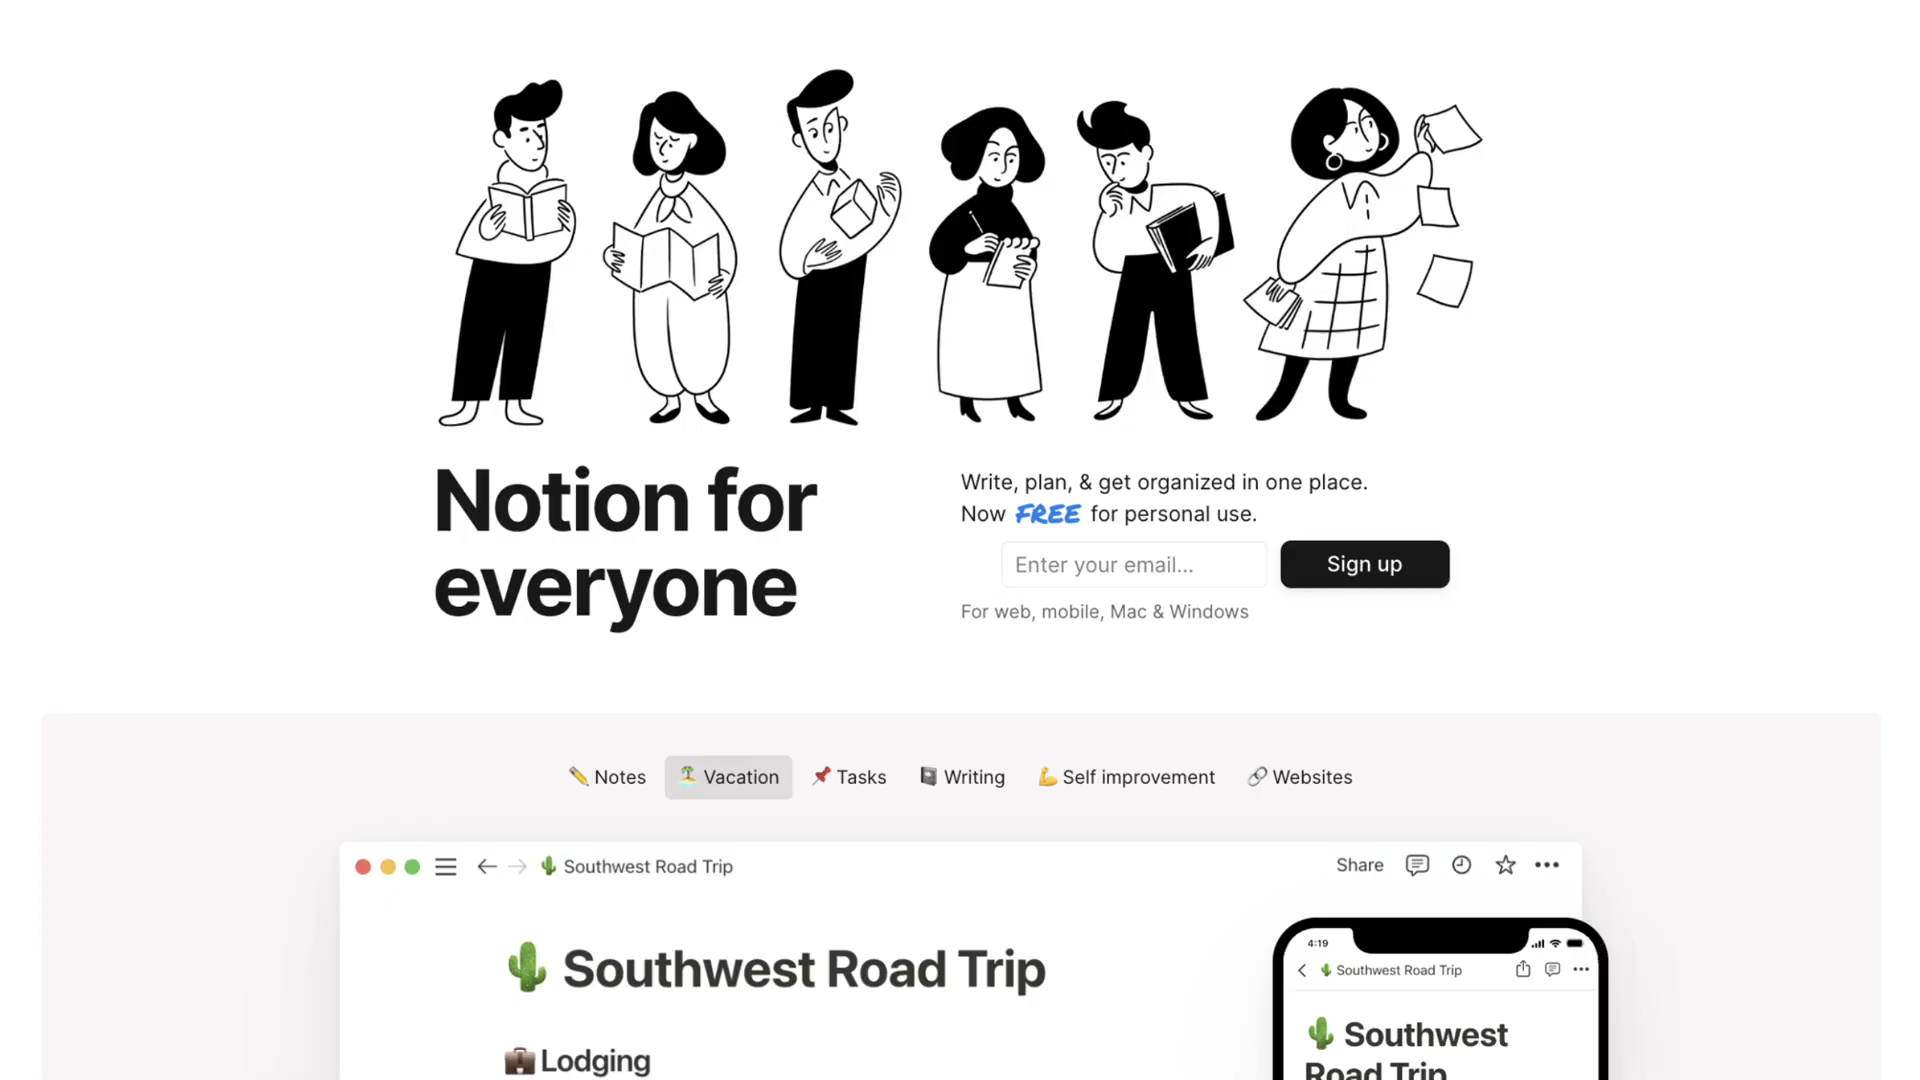 Notion for
everyone
Write, plan, & get organized in one place.
Now FREE for personal use.
Enter your email...
Sign up
For web, mobile, Mac & Windows
Notes
Vacation
Tasks
Writing
Self improvement
Websites
Southwest Road Trip
Share
Southwest Road Trip
Lodging
4:19
Southwest Road Trip
Southwest
Road Trip